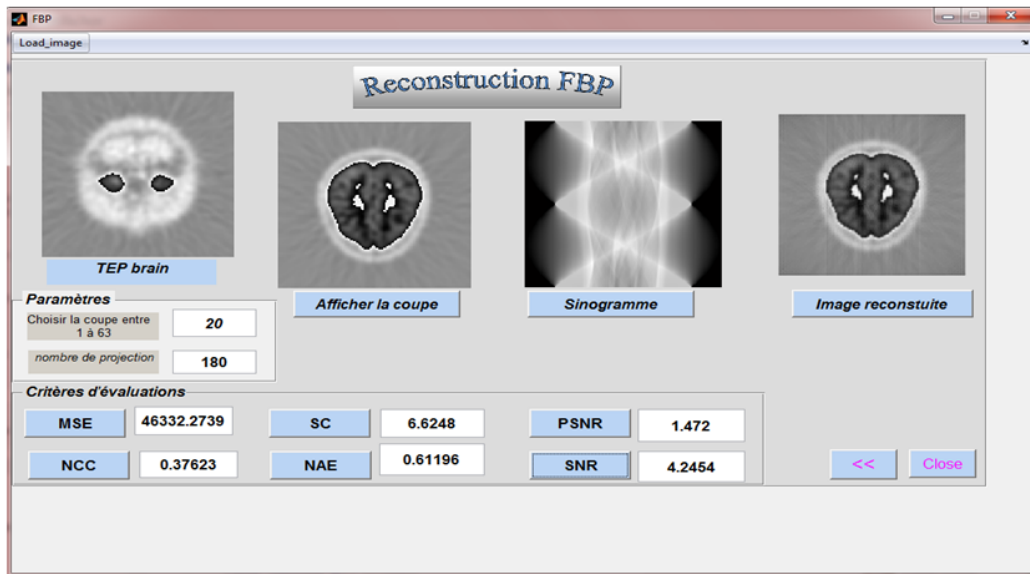 FBP
Load_image
Reconstruction FBP
TEP brain
Afficher la coupe
Sinogramme
Image reconstuite
Paramètres
Choisir la coupe entre
1 à 63
20
nombre de projection
180
Critères d'évaluations
MSE
46332.2739
SC
6.6248
PSNR
1.472
NCC
0.37623
NAE
0.61196
SNR
4.2454
<<
Close